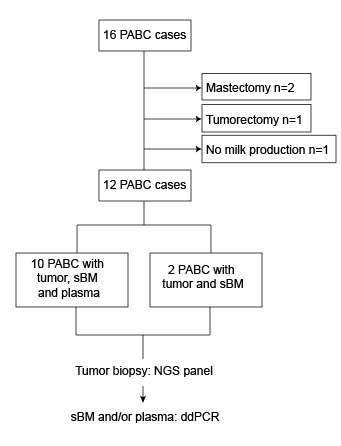 16 PABC cases
Mastectomy n=2
Tumorectomy n=1
No milk production n=1
12 PABC cases
10 PABC with
tumor, sBM
and plasma
2 PABC with
tumor and sBM
Tumor biopsy: NGS panel
sBM and/or plasma: ddPCR